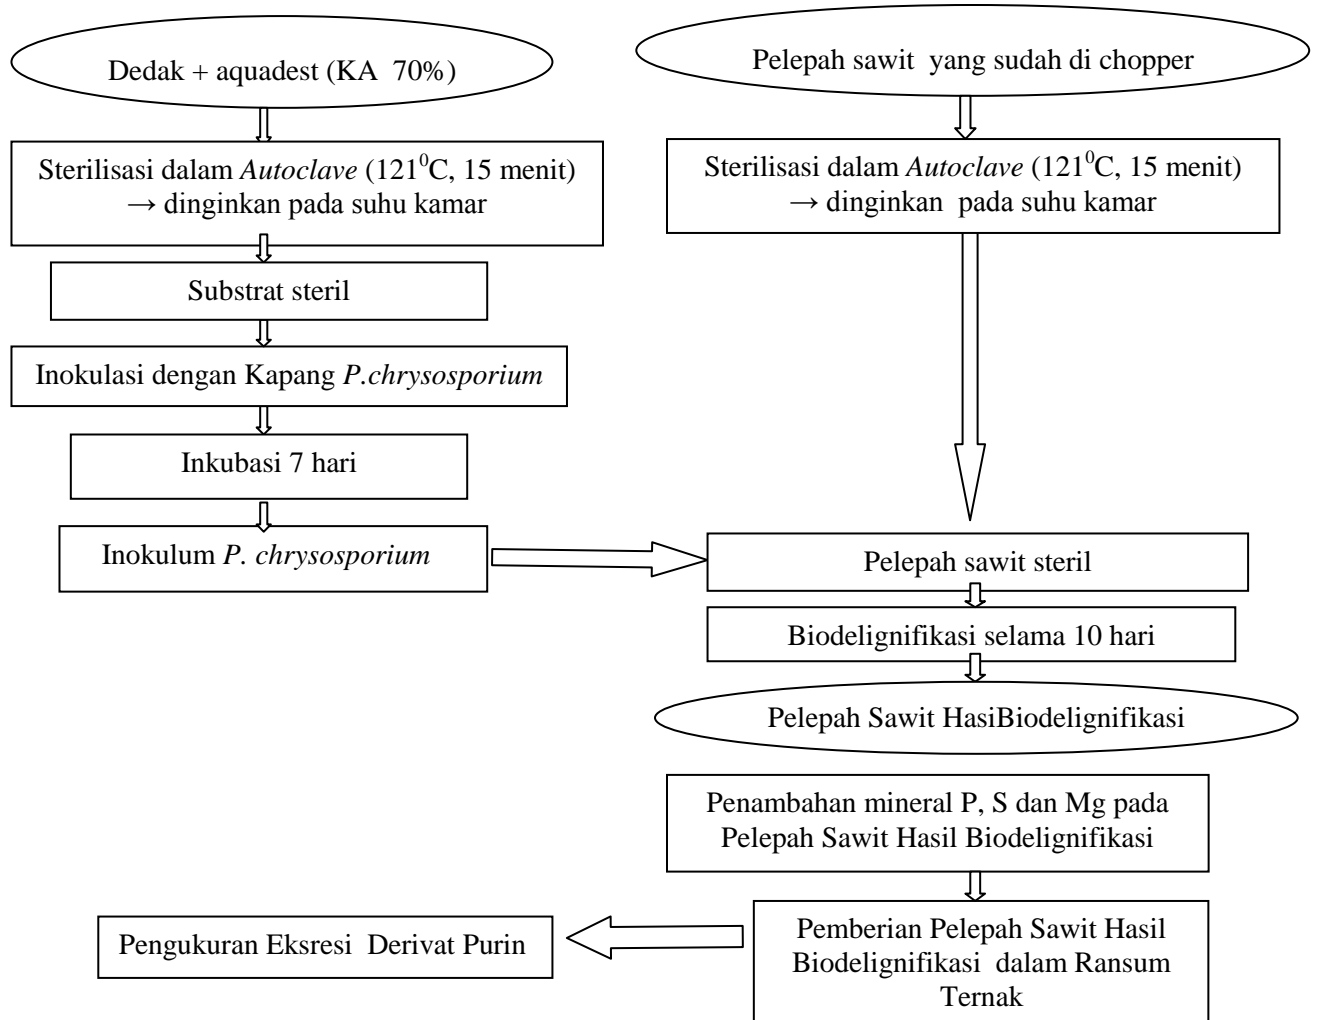 Dedak + aquadest (KA 70%)
Sterilisasi dalam Autoclave (121⁰C, 15 menit)
→ dinginkan pada suhu kamar
Substrat steril
Inokulasi dengan Kapang P.chrysosporium
Inkubasi 7 hari
Inokulum P. chrysosporium
Pelepah sawit yang sudah di chopper
Sterilisasi dalam Autoclave (121⁰C, 15 menit)
→ dinginkan pada suhu kamar
Pelepah sawit steril
Biodelignifikasi selama 10 hari
Pelepah Sawit HasiBiodelignifikasi
Penambahan mineral P, S dan Mg pada
Pelepah Sawit Hasil Biodelignifikasi
Pemberian Pelepah Sawit Hasil
Biodelignifikasi dalam Ransum
Ternak
Pengukuran Eksresi Derivat Purin